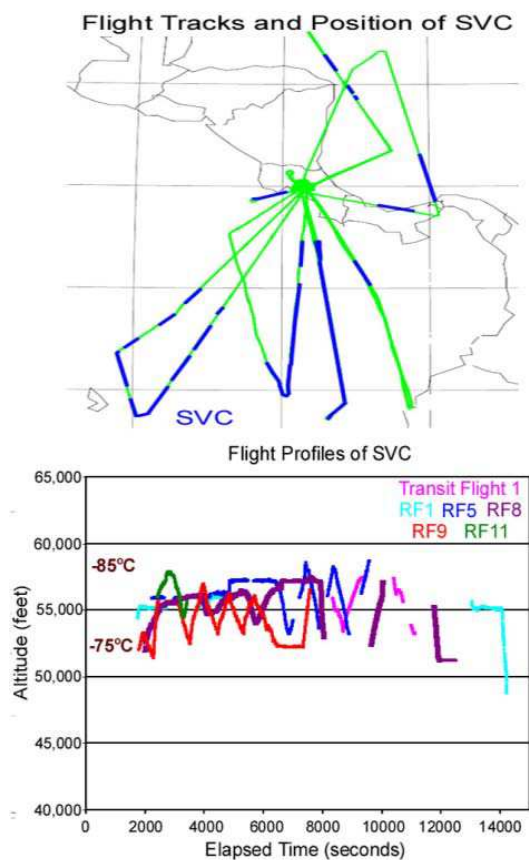 Flight Tracks and Position of SVC
SVC
Flight Profiles of SVC
65,000
60,000
55,000
50,000
45,000
40,000
Altitude (feet)
-85ºC
-75ºC
Transit Flight 1
RF1 RF5 RF8
RF9 RF11
0 2000 4000 6000 8000 10000 12000 14000
Elapsed Time (seconds)